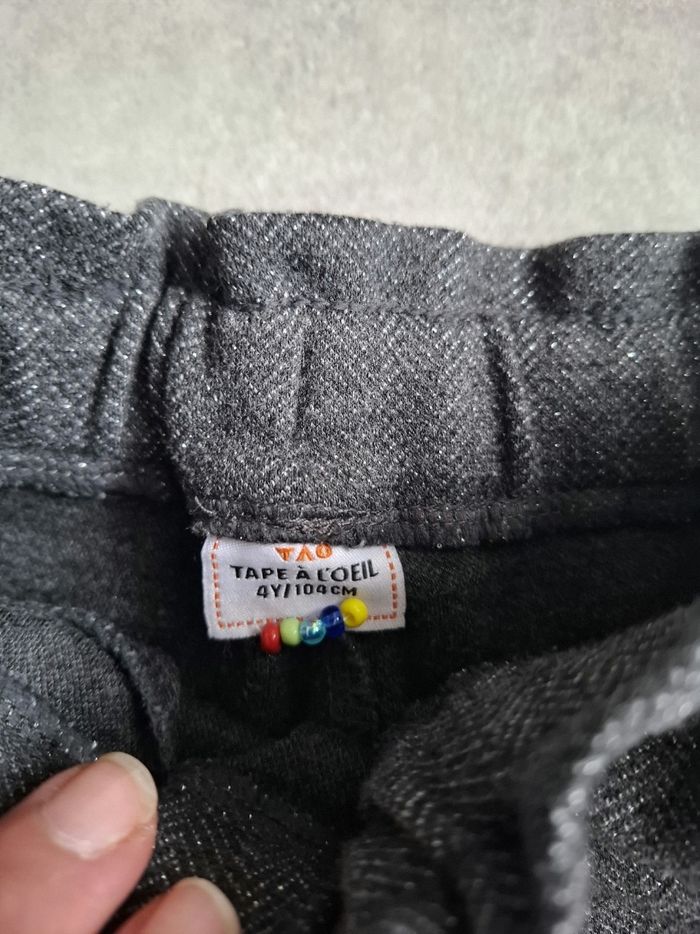 TAO
TAPE À L'OEIL
4Y/104CM